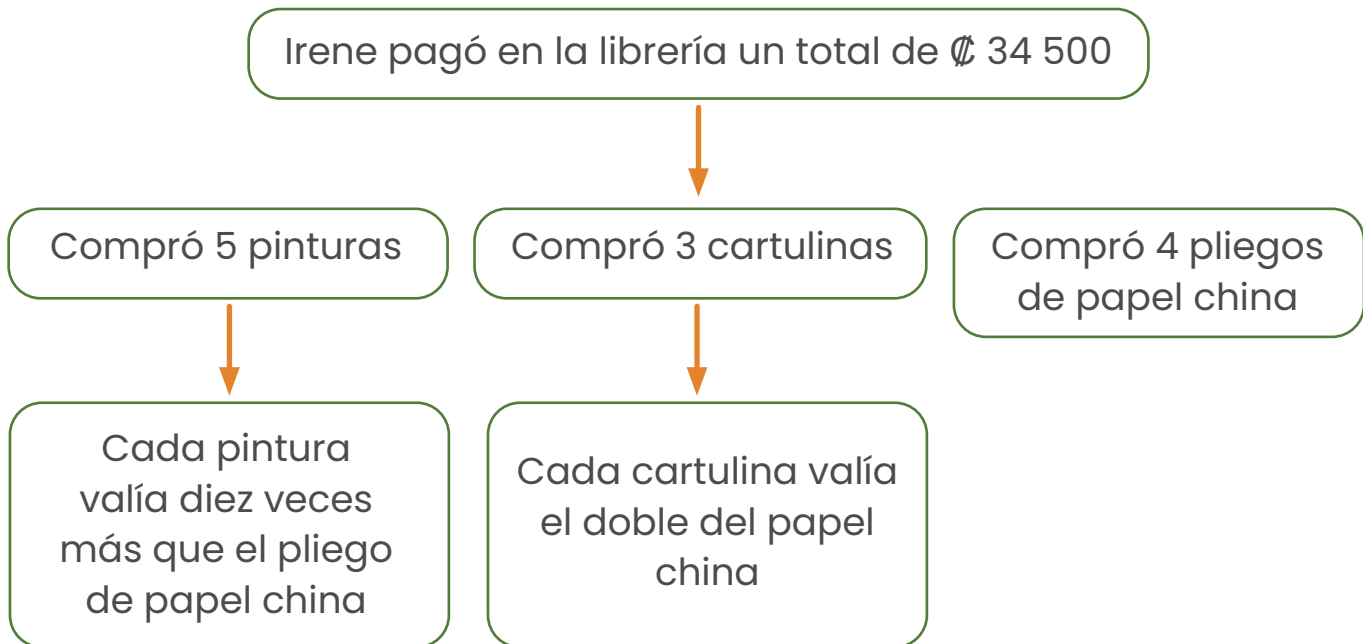 Irene pagó en la librería un total de ₡ 34 500
Compró 5 pinturas
Compró 3 cartulinas
Compró 4 pliegos
de papel china
Cada pintura
valía diez veces
más que el pliego
de papel china
Cada cartulina valía
el doble del papel
china